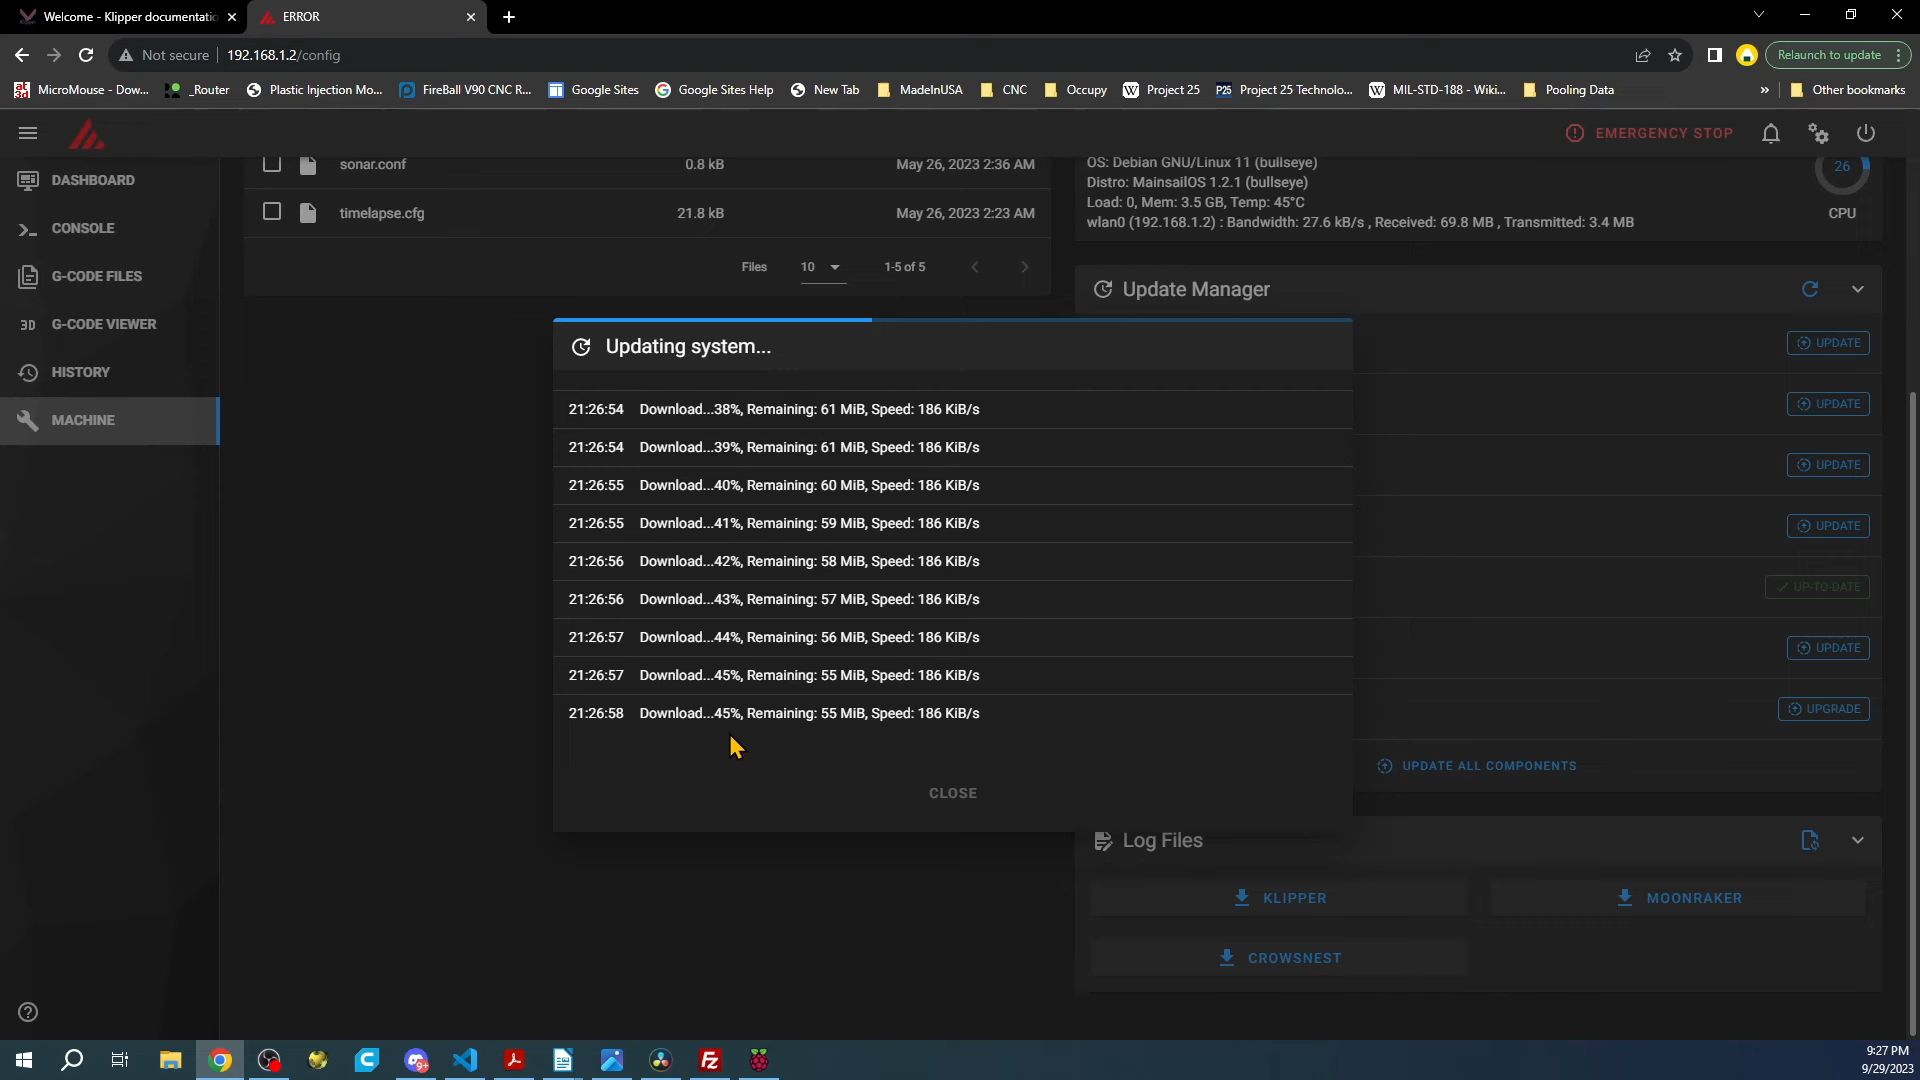 Welcome - Klipper documentatio
ERROR
Not secure
192.168.1.2/config
Relaunch to update
MicroMouse - Dow...
_Router
Plastic Injection Mo...
FireBall V90 CNC R...
Google Sites
Google Sites Help
New Tab
MadeInUSA
CNC
Occupy
Project 25
Project 25 Technolo...
MIL-STD-188 - Wiki...
Pooling Data
»
Other bookmarks
EMERGENCY STOP
DASHBOARD
CONSOLE
G-CODE FILES
3D G-CODE VIEWER
HISTORY
MACHINE
sonar.conf 0.8 kB May 26, 2023 2:36 AM
timelapse.cfg 21.8 kB May 26, 2023 2:23 AM
Files 10 1-5 of 5
OS: Debian GNU/Linux 11 (bullseye)
Distro: MainsailOS 1.2.1 (bullseye)
Load: 0, Mem: 3.5 GB, Temp: 45°C
wlan0 (192.168.1.2) : Bandwidth: 27.6 kB/s , Received: 69.8 MB , Transmitted: 3.4 MB
26
CPU
Update Manager
UPDATE
UPDATE
UPDATE
UPDATE
UP-TO-DATE
UPDATE
UPGRADE
UPDATE ALL COMPONENTS
Updating system...
21:26:54 Download...38%, Remaining: 61 MiB, Speed: 186 KiB/s
21:26:54 Download...39%, Remaining: 61 MiB, Speed: 186 KiB/s
21:26:55 Download...40%, Remaining: 60 MiB, Speed: 186 KiB/s
21:26:55 Download...41%, Remaining: 59 MiB, Speed: 186 KiB/s
21:26:56 Download...42%, Remaining: 58 MiB, Speed: 186 KiB/s
21:26:56 Download...43%, Remaining: 57 MiB, Speed: 186 KiB/s
21:26:57 Download...44%, Remaining: 56 MiB, Speed: 186 KiB/s
21:26:57 Download...45%, Remaining: 55 MiB, Speed: 186 KiB/s
21:26:58 Download...45%, Remaining: 55 MiB, Speed: 186 KiB/s
CLOSE
Log Files
KLIPPER
MOONRAKER
CROWSNEST
9:27 PM
9/29/2023